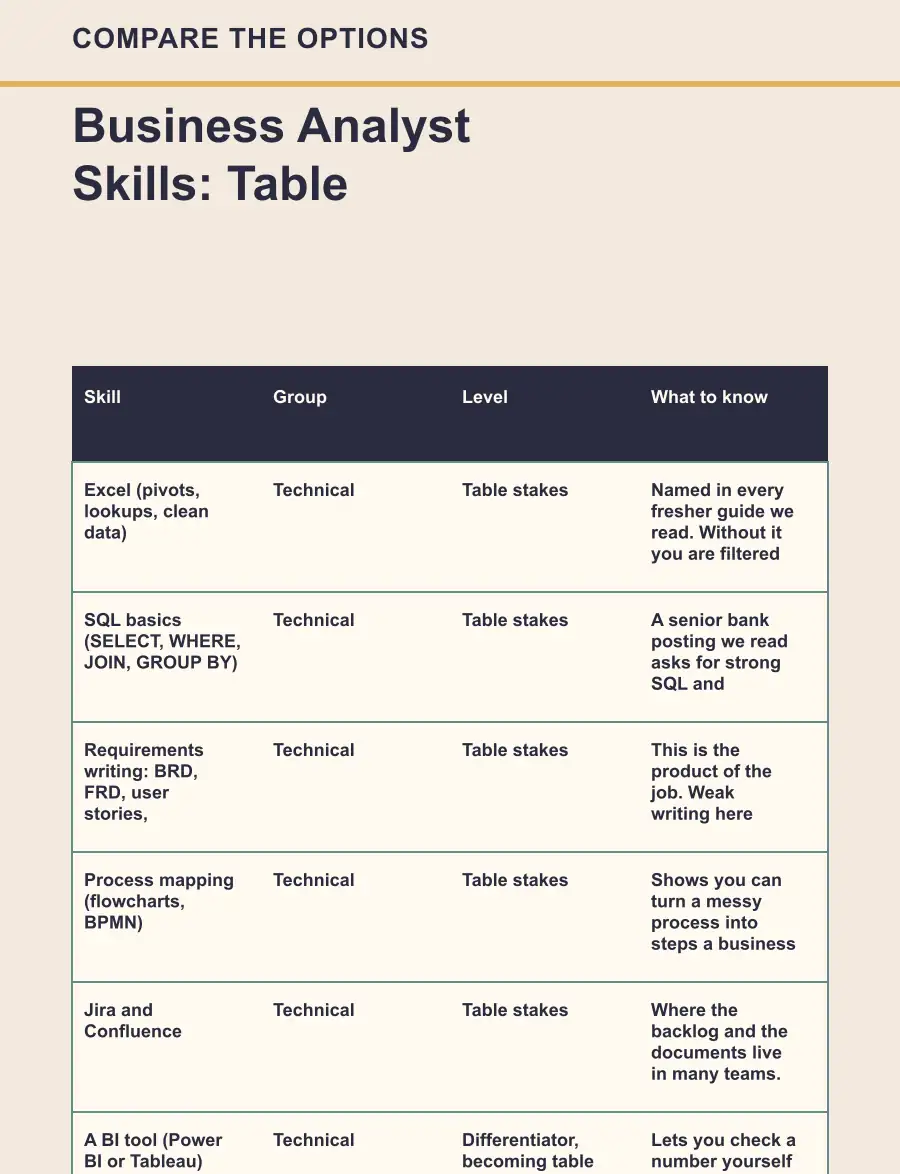 COMPARE THE OPTIONS
Business Analyst
Skills: Table
Skill Group Level What to know
Excel (pivots, Technical Table stakes Named in every
lookups, clean fresher guide we
data) read. Without it
you are filtered
SQL basics Technical Table stakes A senior bank
(SELECT, WHERE, posting we read
JOIN, GROUP BY) asks for strong
SQL and
Requirements Technical Table stakes This is the
writing: BRD, product of the
FRD, user job. Weak
stories, writing here
Process mapping Technical Table stakes Shows you can
(flowcharts, turn a messy
BPMN) process into
steps a business
Jira and Technical Table stakes Where the
Confluence backlog and the
documents live
in many teams.
A BI tool (Power Technical Differentiator, Lets you check a
BI or Tableau) becoming table number yourself